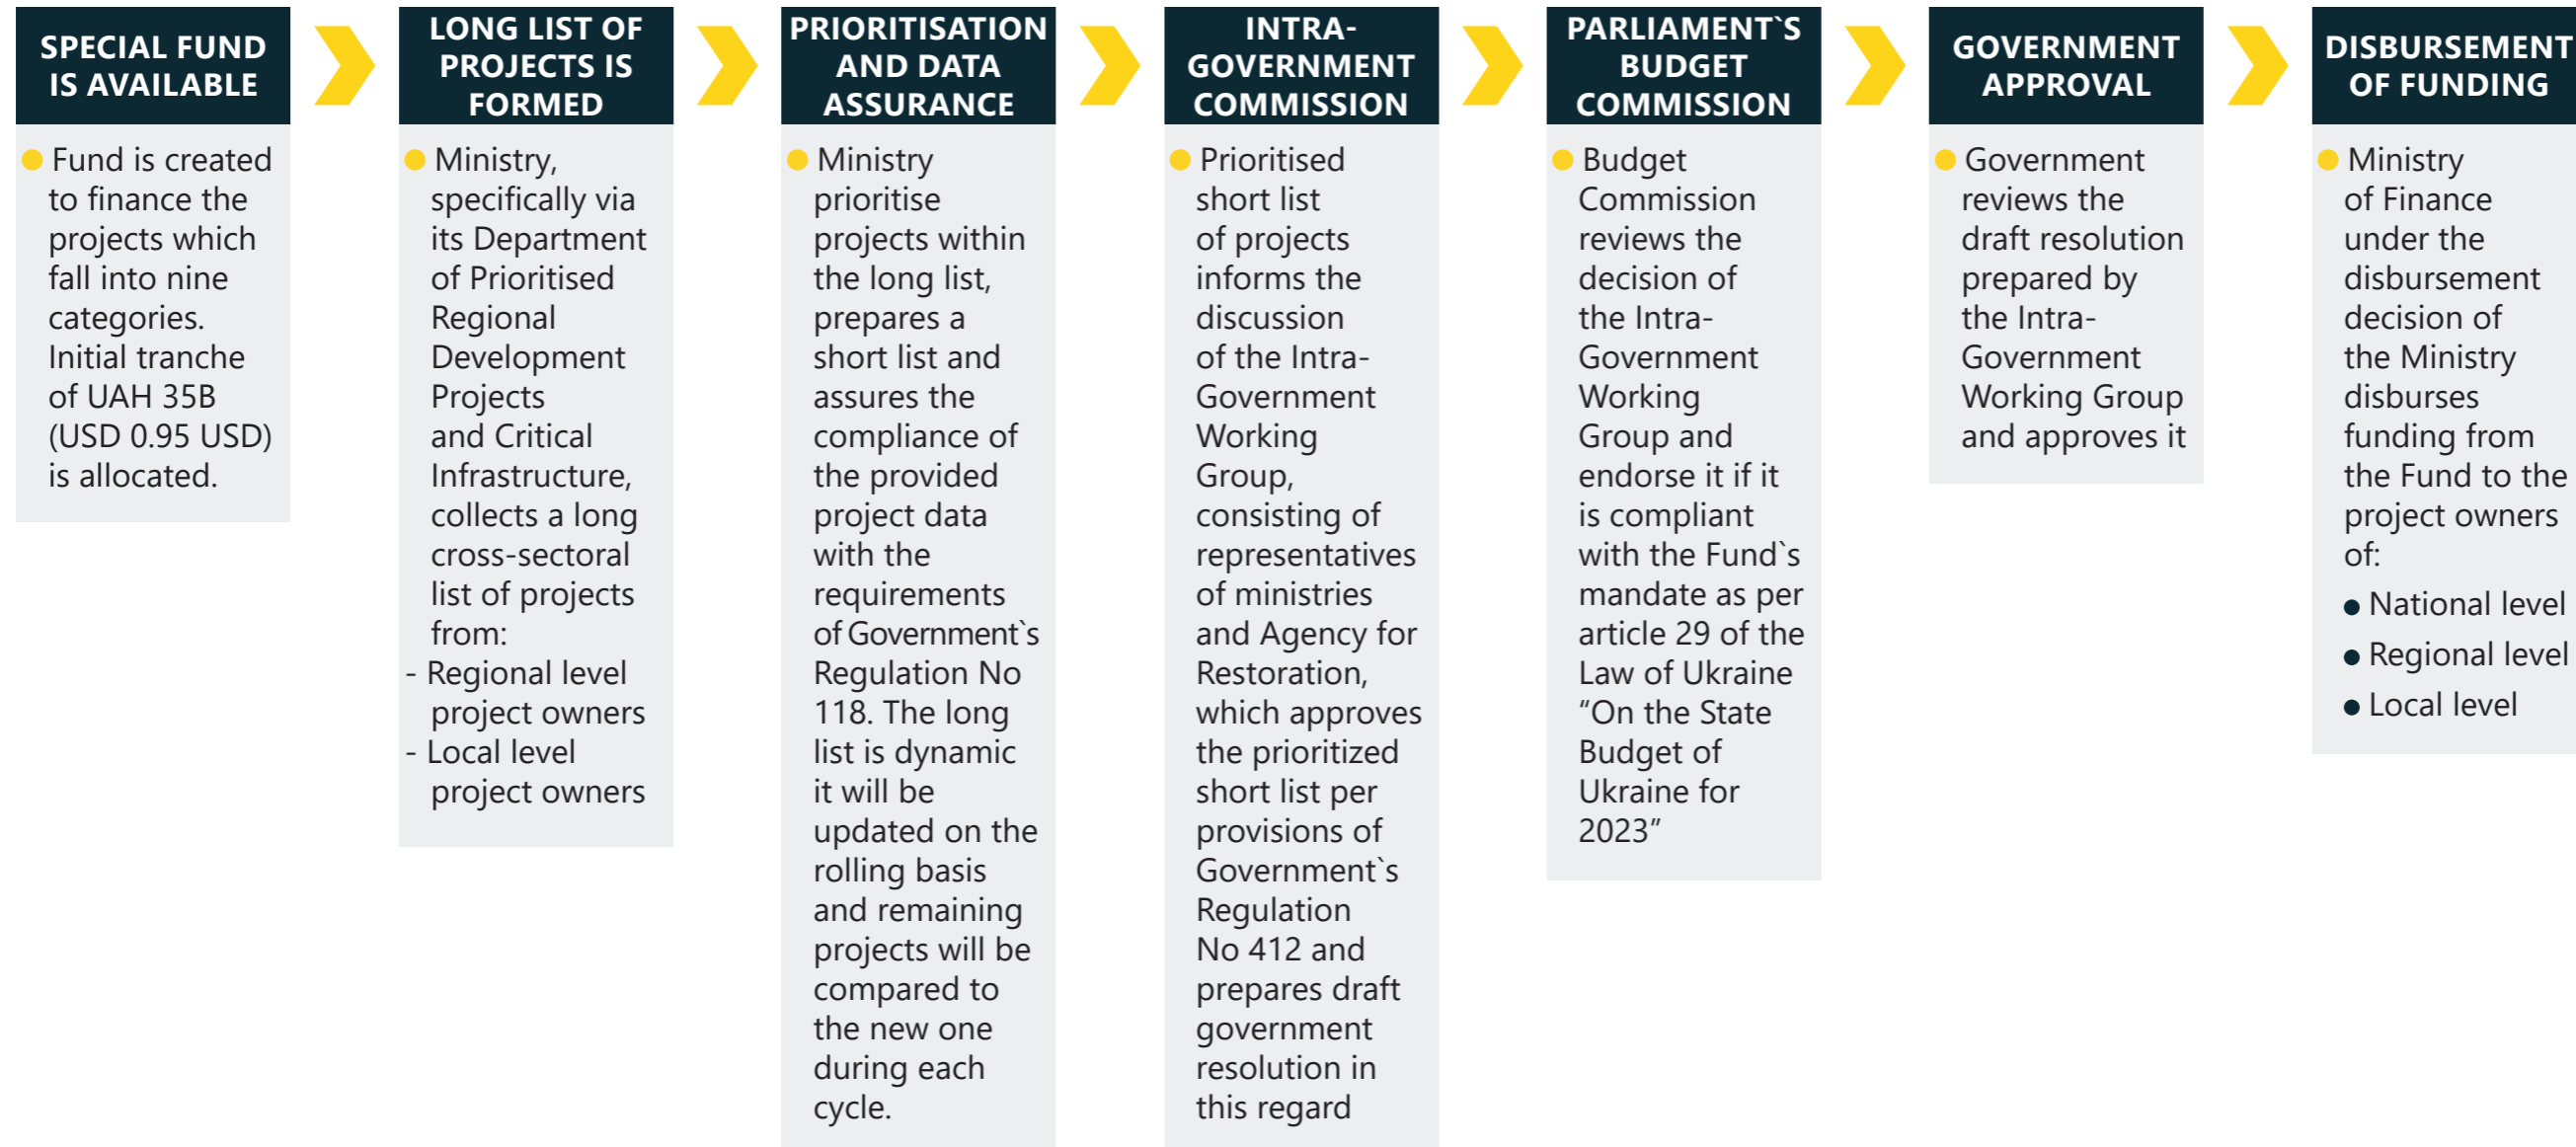 SPECIAL FUND
IS AVAILABLE
Fund is created
to finance the
projects which
fall into nine
categories.
Initial tranche
of UAH 35B
(USD 0.95 USD)
is allocated.
LONG LIST OF
PROJECTS IS
FORMED
Ministry,
specifically via
its Department
of Prioritised
Regional
Development
Projects
and Critical
Infrastructure,
collects a long
cross-sectoral
list of projects
from:
- Regional level
project owners
- Local level
project owners
PRIORITISATION
AND DATA
ASSURANCE
Ministry
prioritise
projects within
the long list,
prepares a
short list and
assures the
compliance of
the provided
project data
with the
requirements
of Government`s
Regulation No
118. The long
list is dynamic
it will be
updated on the
rolling basis
and remaining
projects will be
compared to
the new one
during each
cycle.
INTRA-
GOVERNMENT
COMMISSION
Prioritised
short list
of projects
informs the
discussion
of the Intra-
Government
Working
Group,
consisting of
representatives
of ministries
and Agency for
Restoration,
which approves
the prioritized
short list per
provisions of
Government`s
Regulation
No 412 and
prepares draft
government
resolution in
this regard
PARLIAMENT`S
BUDGET
COMMISSION
Budget
Commission
reviews the
decision of
the Intra-
Government
Working
Group and
endorse it if it
is compliant
with the Fund`s
mandate as per
article 29 of the
Law of Ukraine
“On the State
Budget of
Ukraine for
2023”
GOVERNMENT
APPROVAL
Government
reviews the
draft resolution
prepared by
the Intra-
Government
Working Group
and approves it
DISBURSEMENT
OF FUNDING
Ministry
of Finance
under the
disbursement
decision of
the Ministry
disburses
funding from
the Fund to the
project owners
of:
National level
Regional level
Local level